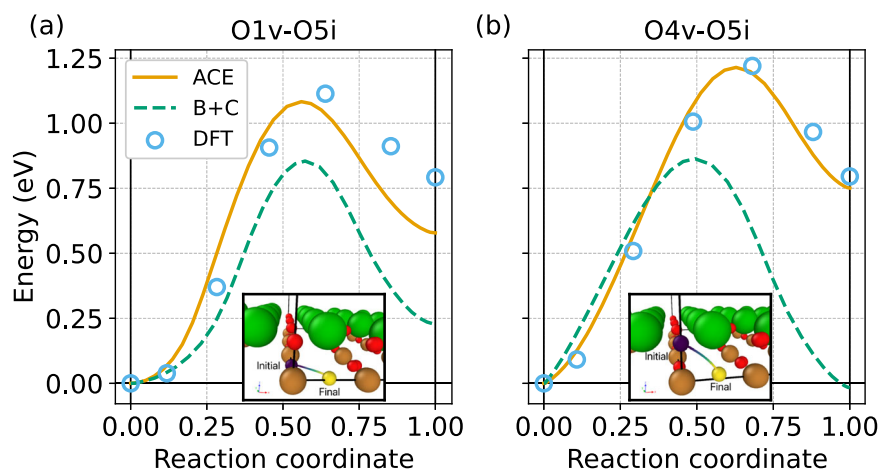 (a)
O1v-O5i
Energy (eV)
1.25
1.00
0.75
0.50
0.25
0.00
ACE
B+C
DFT
Initial
Final
0.00 0.25 0.50 0.75 1.00
Reaction coordinate
(b)
O4v-O5i
Initial
Final
0.00 0.25 0.50 0.75 1.00
Reaction coordinate